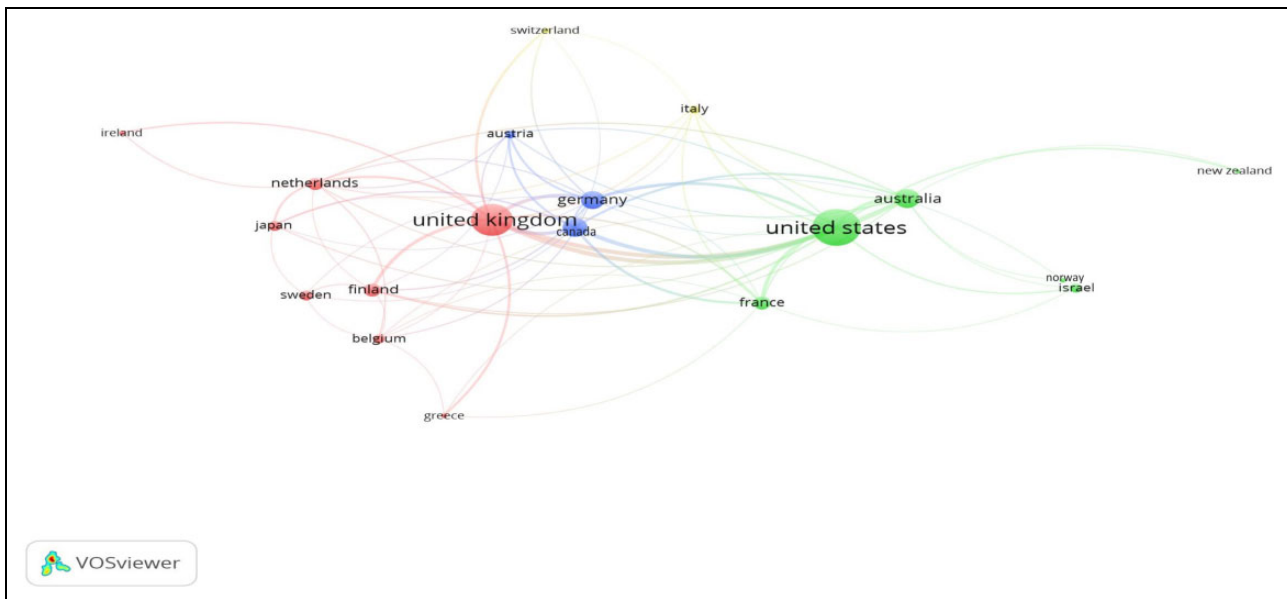 switzerland
italy
ireland
austria
new zealand
netherlands
germany
australia
united kingdom
japan
canada
united states
norway
israel
finland
sweden
france
belgium
greece
VOSviewer